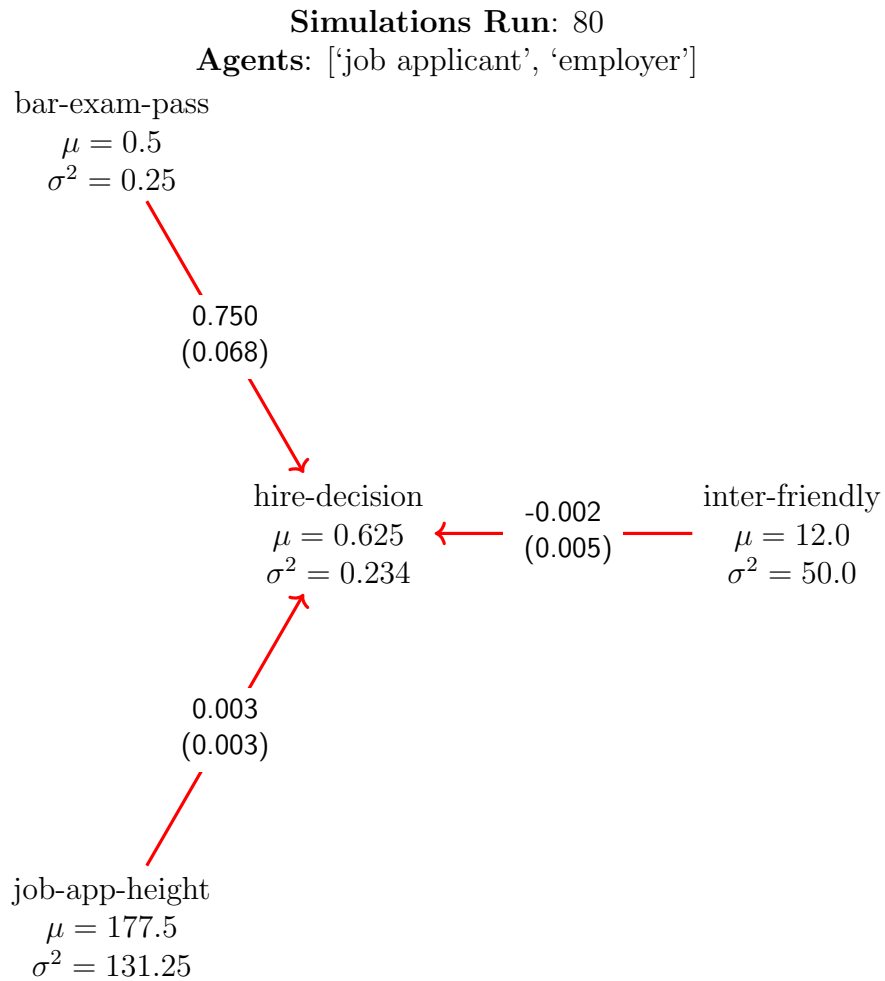 Simulations Run: 80
Agents: [‘job applicant’, ‘employer’]
bar-exam-pass
μ = 0.5
σ² = 0.25
0.750
(0.068)
hire-decision
μ = 0.625
σ² = 0.234
-0.002
(0.005)
inter-friendly
μ = 12.0
σ² = 50.0
0.003
(0.003)
job-app-height
μ = 177.5
σ² = 131.25